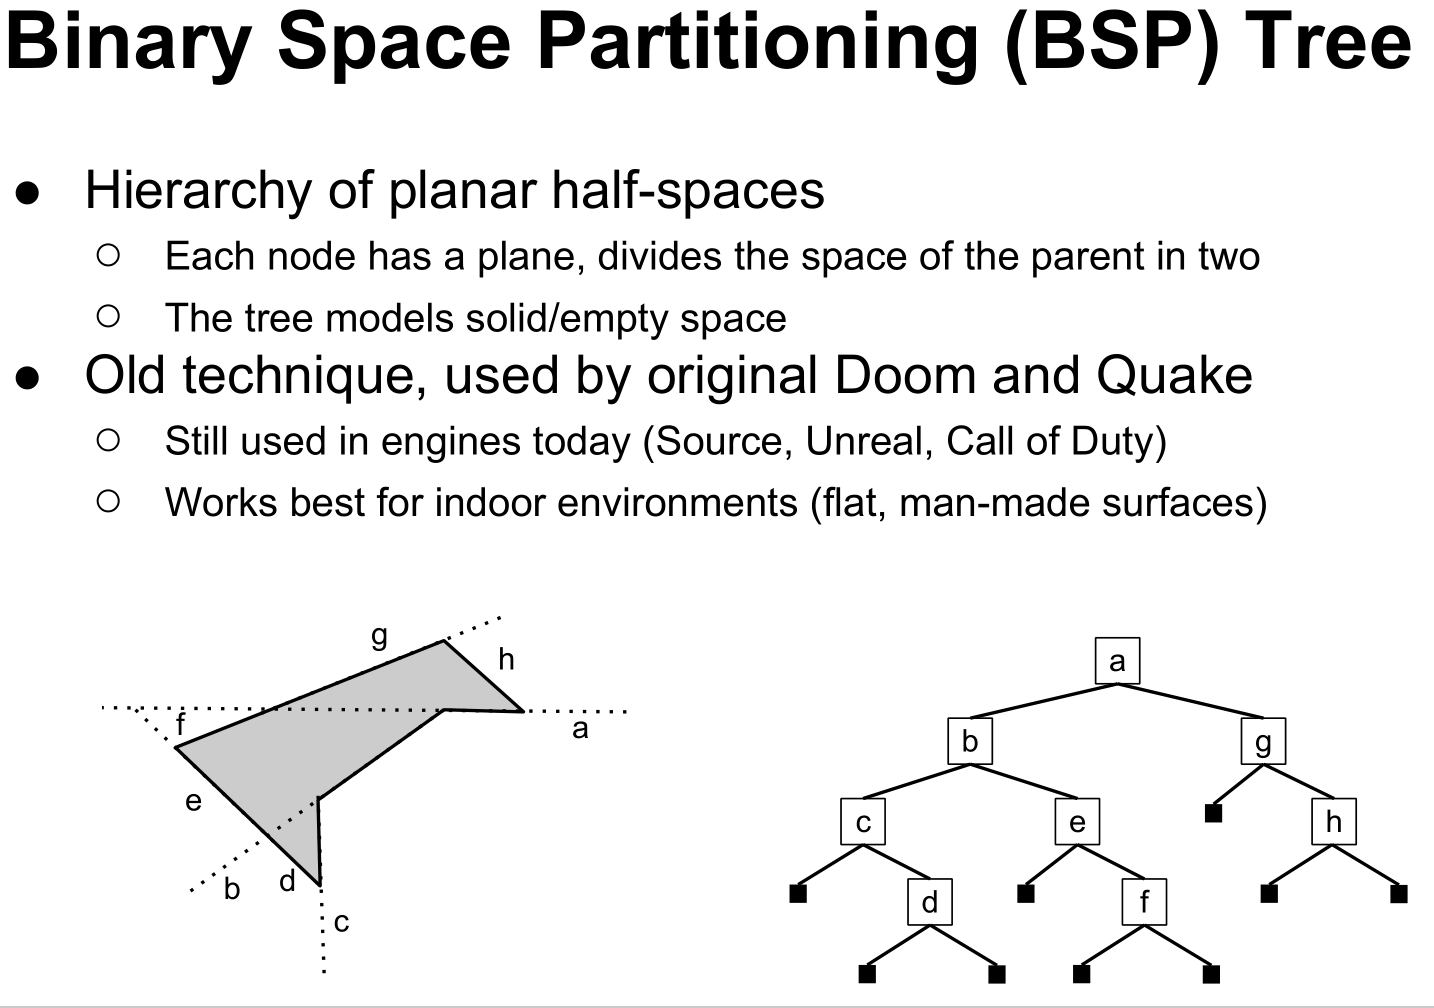 Binary Space Partitioning (BSP) Tree
● Hierarchy of planar half-spaces
○ Each node has a plane, divides the space of the parent in two
○ The tree models solid/empty space
● Old technique, used by original Doom and Quake
○ Still used in engines today (Source, Unreal, Call of Duty)
○ Works best for indoor environments (flat, man-made surfaces)
g
h
f
a
e
b
d
c
a
b
g
c
e
h
d
f